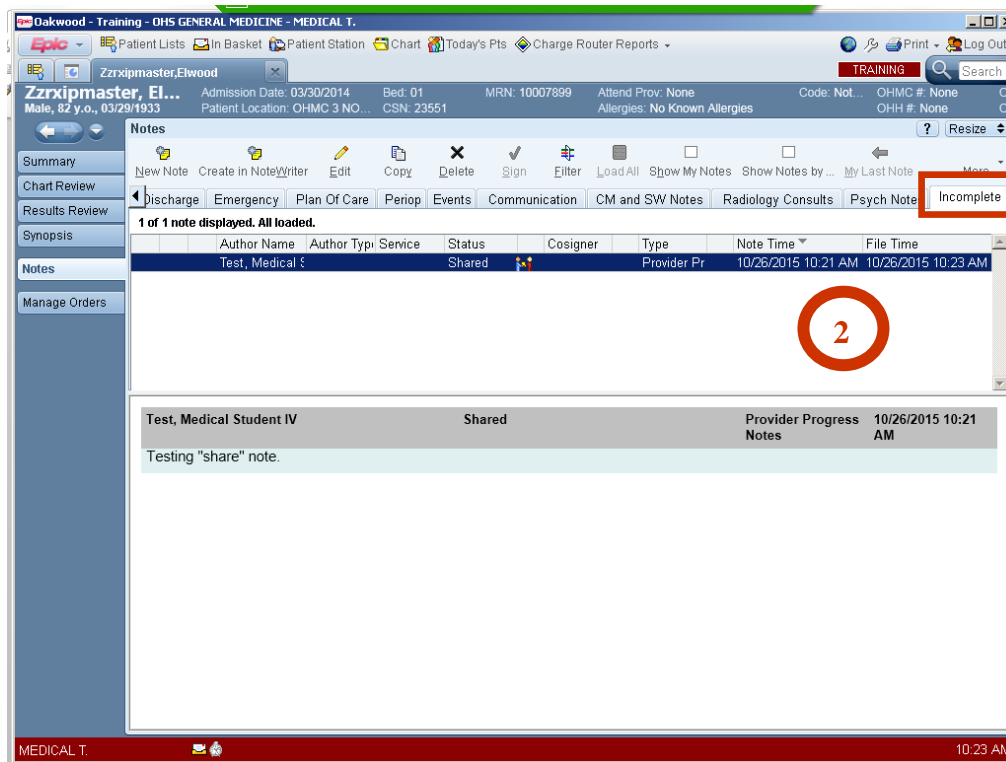 Epic Oakwood - Training - OHS GENERAL MEDICINE - MEDICAL T.
Epic Patient Lists In Basket Patient Station Chart Today's Pts Charge Router Reports Print Log Out
Zzrxipmaster,Elwood TRAINING Search
Zzrxipmaster, El... Admission Date: 03/30/2014 Bed: 01 MRN: 10007899 Attend Prov: None Code: Not... OHMC #: None
Male, 82 y.o., 03/29/1933 Patient Location: OHMC 3 NO... CSN: 23551 Allergies: No Known Allergies OHH #: None
Notes ? Resize
Summary
Chart Review
Results Review
Synopsis
Notes
Manage Orders
New Note Create in NoteWriter Edit Copy Delete Sign Filter Load All Show My Notes Show Notes by ... My Last Note More
Discharge Emergency Plan Of Care Periop Events Communication CM and SW Notes Radiology Consults Psych Note Incomplete
1 of 1 note displayed. All loaded.
Author Name Author Typ Service Status Cosigner Type Note Time File Time
Test, Medical S Shared Provider Pr 10/26/2015 10:21 AM 10/26/2015 10:23 AM
2
Test, Medical Student IV Shared Provider Progress 10/26/2015 10:21
Notes AM
Testing "share" note.
MEDICAL T. 10:23 AM